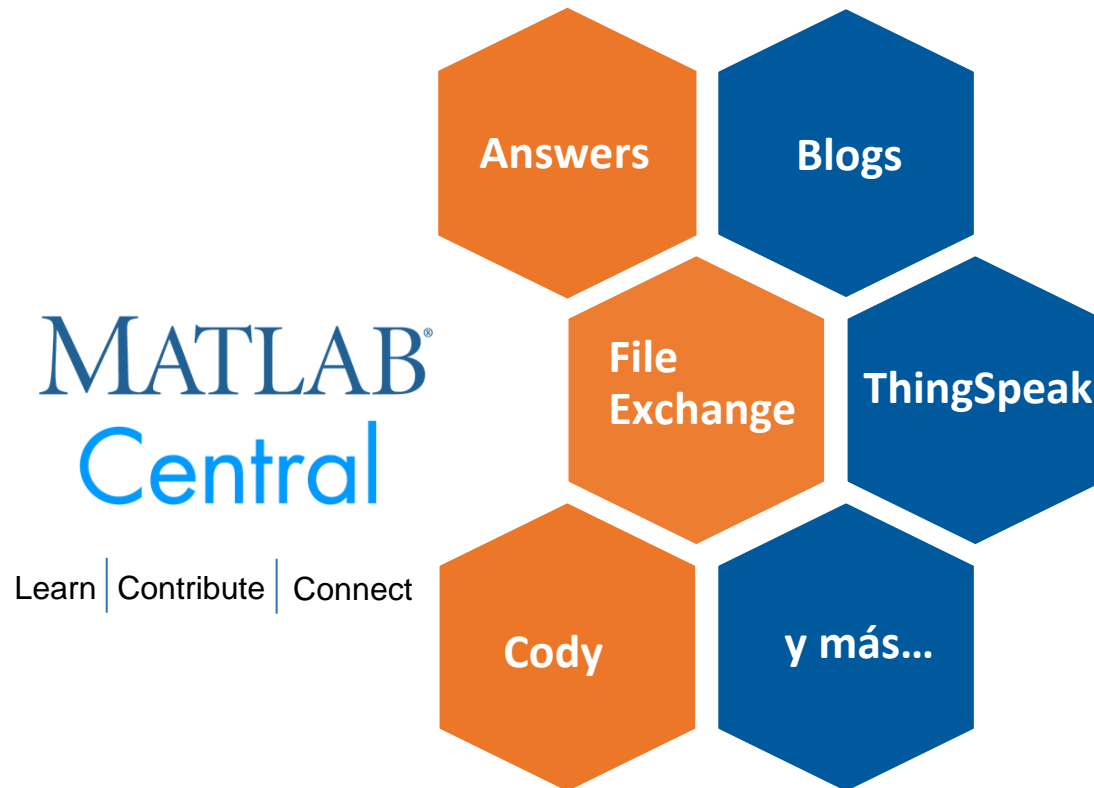 MATLAB®
Central
Learn | Contribute | Connect
Answers
Blogs
File
Exchange
ThingSpeak
Cody
y más…